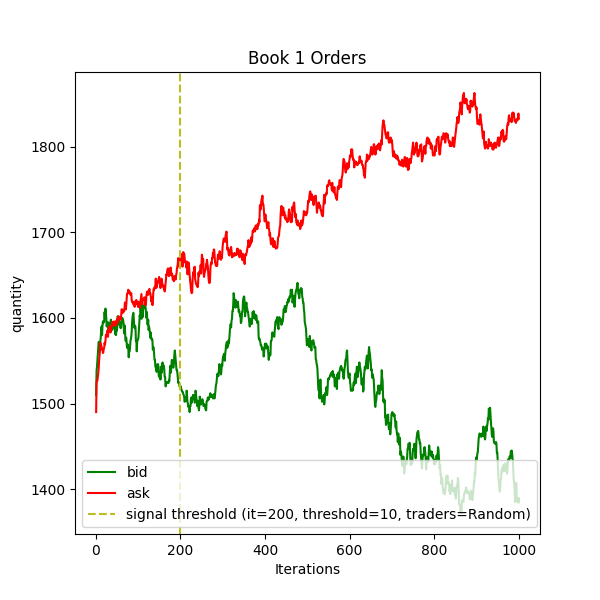 Book 1 Orders
quantity
1800
1700
1600
1500
1400
bid
ask
signal threshold (it=200, threshold=10, traders=Random)
0 200 400 600 800 1000
Iterations